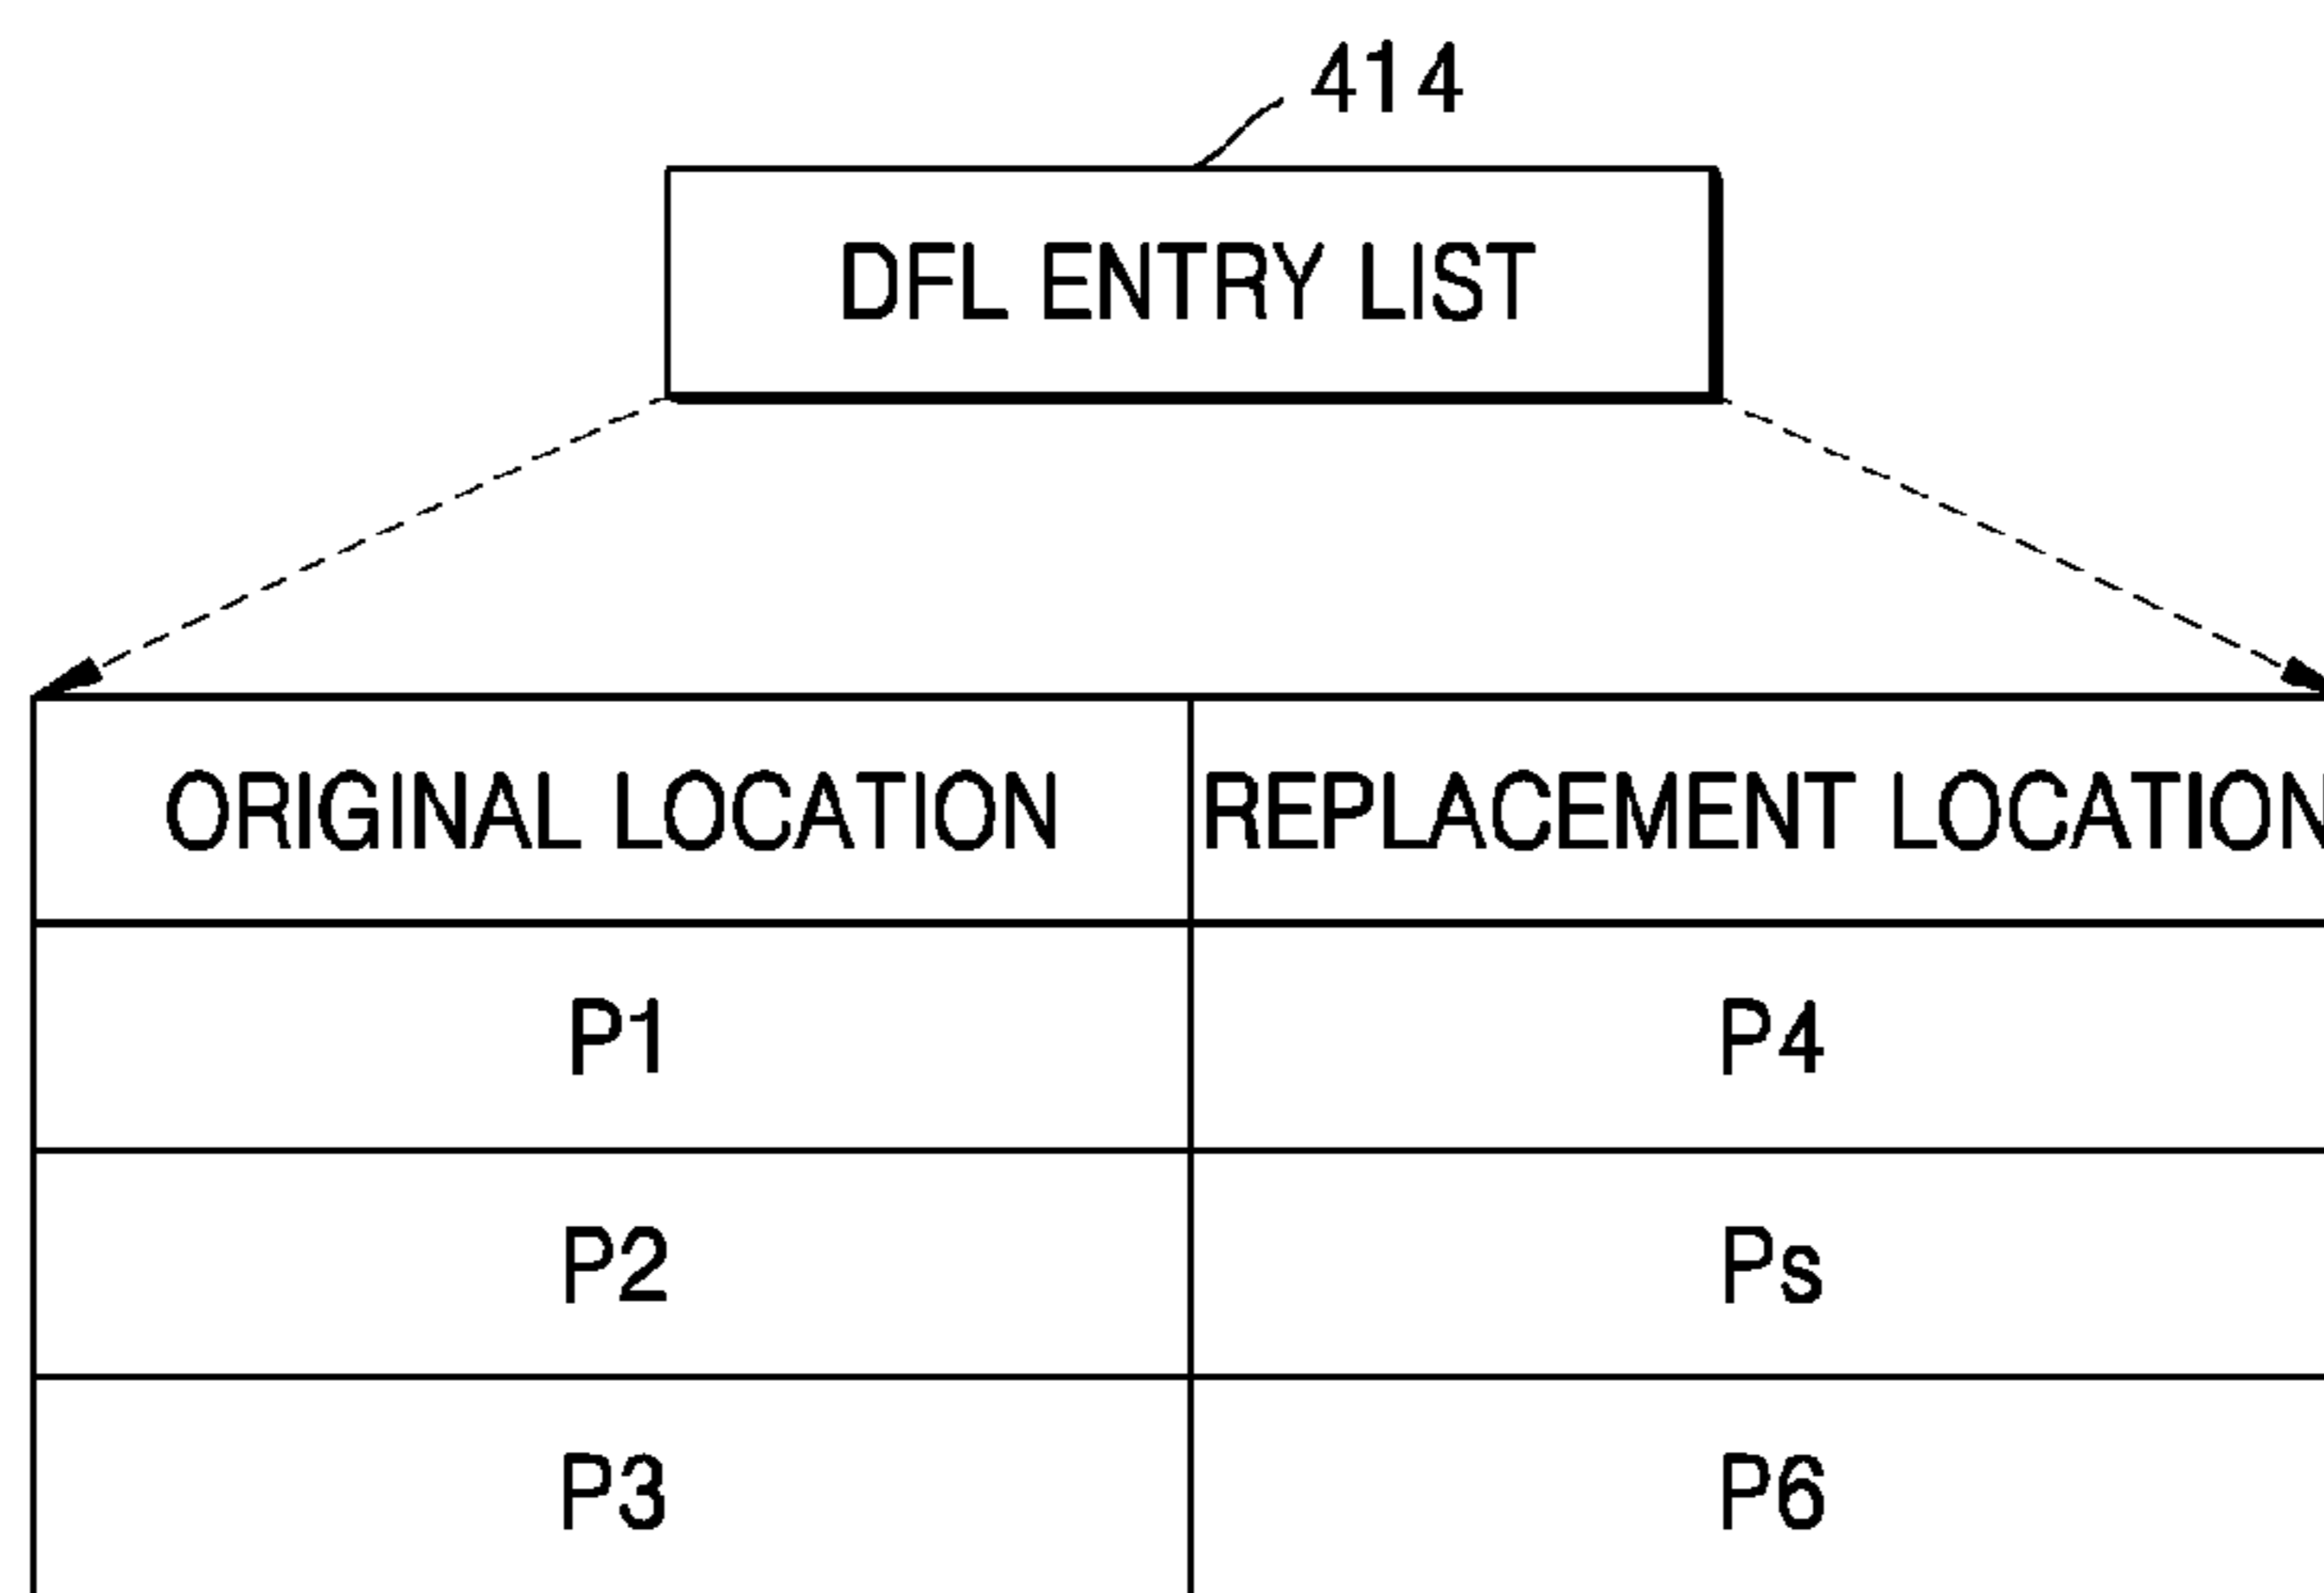 414
DFL ENTRY LIST
ORIGINAL LOCATION REPLACEMENT LOCATION
P1 P4
P2 Ps
P3 P6